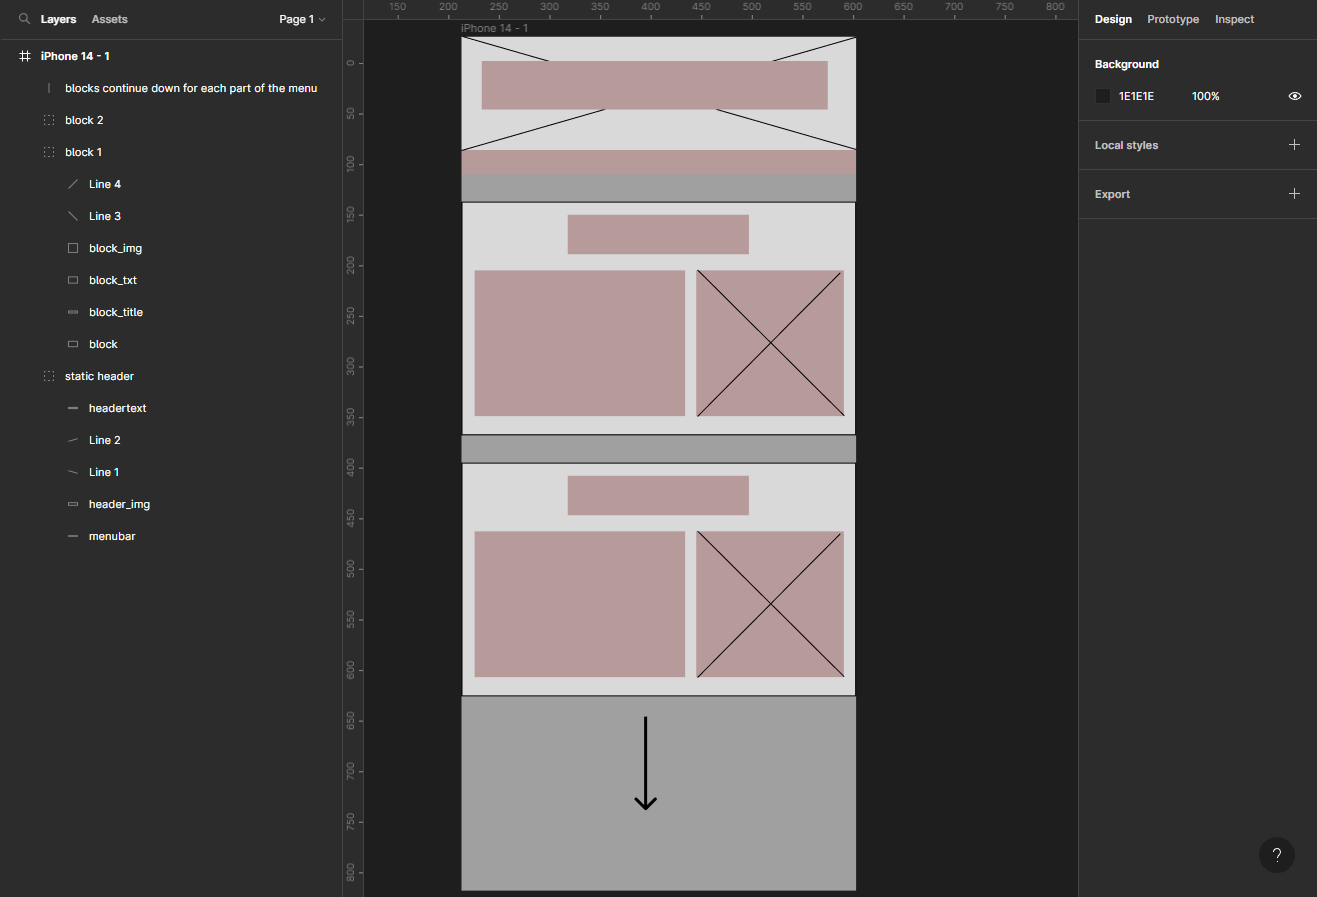 Layers Assets Page 1
iPhone 14 - 1
blocks continue down for each part of the menu
block 2
block 1
Line 4
Line 3
block_img
block_txt
block_title
block
static header
headertext
Line 2
Line 1
header_img
menubar
150 200 250 300 350 400 450 500 550 600 650 700 750 800
iPhone 14 - 1
0
50
100
150
200
250
300
350
400
450
500
550
600
650
700
750
800
Design Prototype Inspect
Background
1E1E1E 100%
Local styles
Export
?